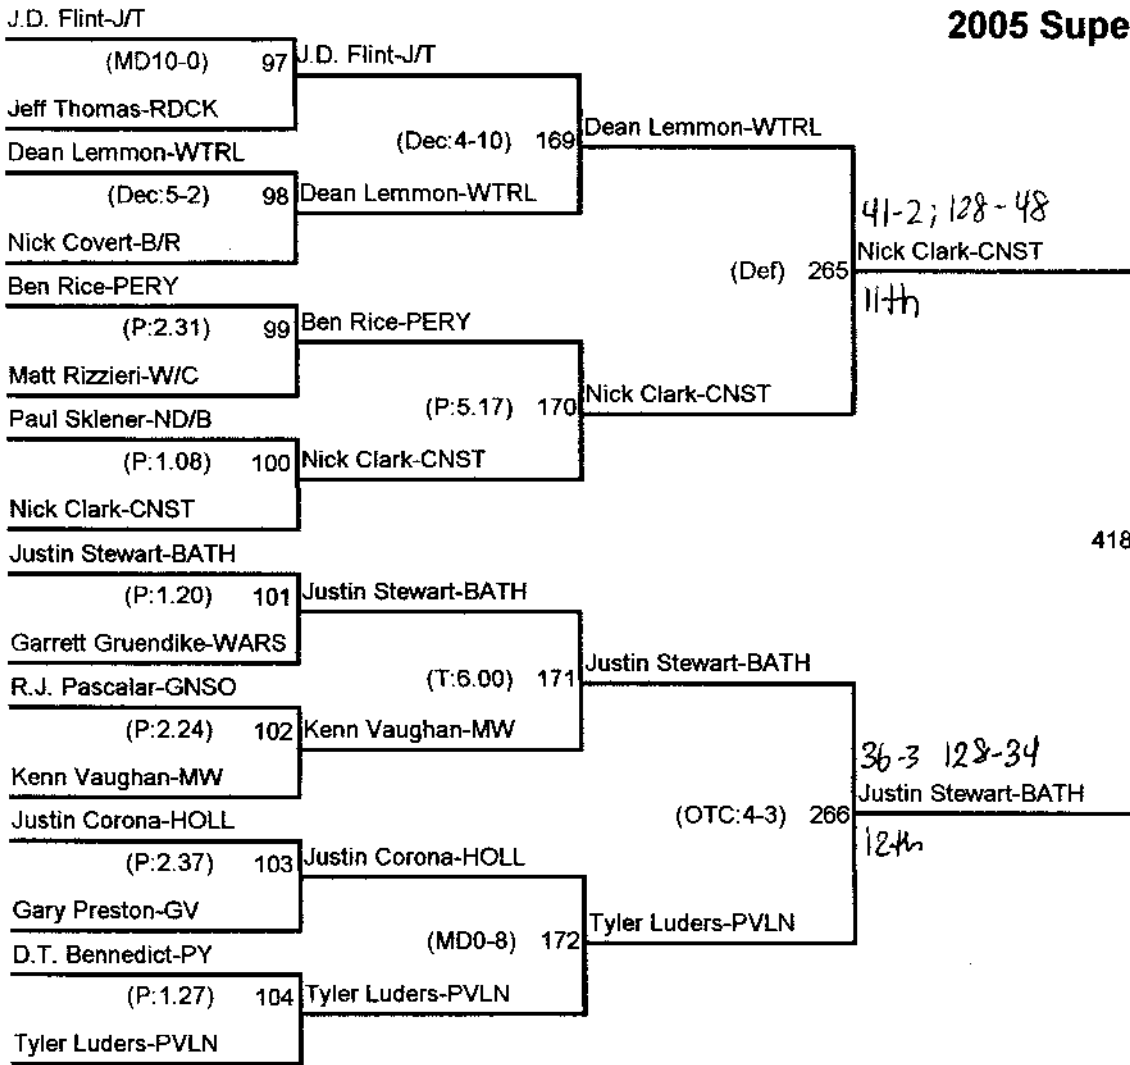 J.D. Flint-J/T
2005 Supe
(MD10-0) 97 J.D. Flint-J/T
Jeff Thomas-RDCK
(Dec:4-10) 169 Dean Lemmon-WTRL
Dean Lemmon-WTRL
(Dec:5-2) 98 Dean Lemmon-WTRL
41-2; 128-48
Nick Covert-B/R
Nick Clark-CNST
(Def) 265
Ben Rice-PERY
11th
(P:2.31) 99 Ben Rice-PERY
Matt Rizzieri-W/C
(P:5.17) 170 Nick Clark-CNST
Paul Sklener-ND/B
(P:1.08) 100 Nick Clark-CNST
Nick Clark-CNST
418
Justin Stewart-BATH
(P:1.20) 101 Justin Stewart-BATH
Garrett Gruendike-WARS
(T:6.00) 171 Justin Stewart-BATH
R.J. Pascalar-GNSO
(P:2.24) 102 Kenn Vaughan-MW
36-3 128-34
Kenn Vaughan-MW
Justin Stewart-BATH
(OTC:4-3) 266
Justin Corona-HOLL
12th
(P:2.37) 103 Justin Corona-HOLL
Gary Preston-GV
(MD0-8) 172 Tyler Luders-PVLN
D.T. Bennedict-PY
(P:1.27) 104 Tyler Luders-PVLN
Tyler Luders-PVLN